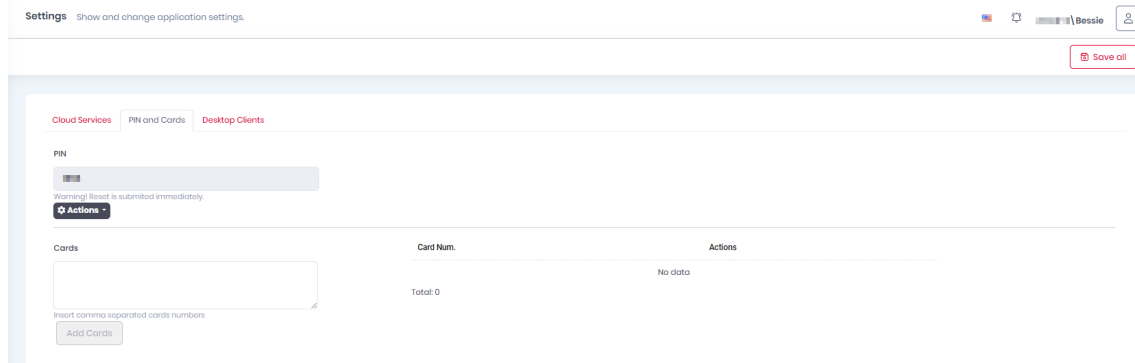 Settings Show and change application settings.
\Bessie
Save all
Cloud Services PIN and Cards Desktop Clients
PIN
Warning! Reset is submited immediately.
Actions
Cards
Card Num. Actions
No data
Total: 0
Insert comma separated cards numbers
Add Cards